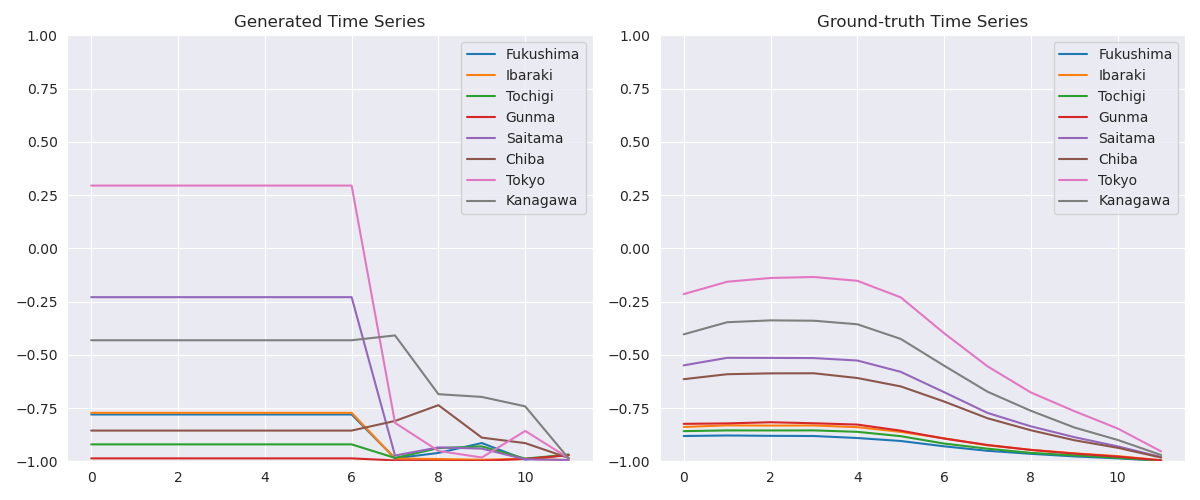 Generated Time Series
1.00
0.75
0.50
0.25
0.00
−0.25
−0.50
−0.75
−1.00
0 2 4 6 8 10
Fukushima
Ibaraki
Tochigi
Gunma
Saitama
Chiba
Tokyo
Kanagawa
Ground-truth Time Series
1.00
0.75
0.50
0.25
0.00
−0.25
−0.50
−0.75
−1.00
0 2 4 6 8 10
Fukushima
Ibaraki
Tochigi
Gunma
Saitama
Chiba
Tokyo
Kanagawa